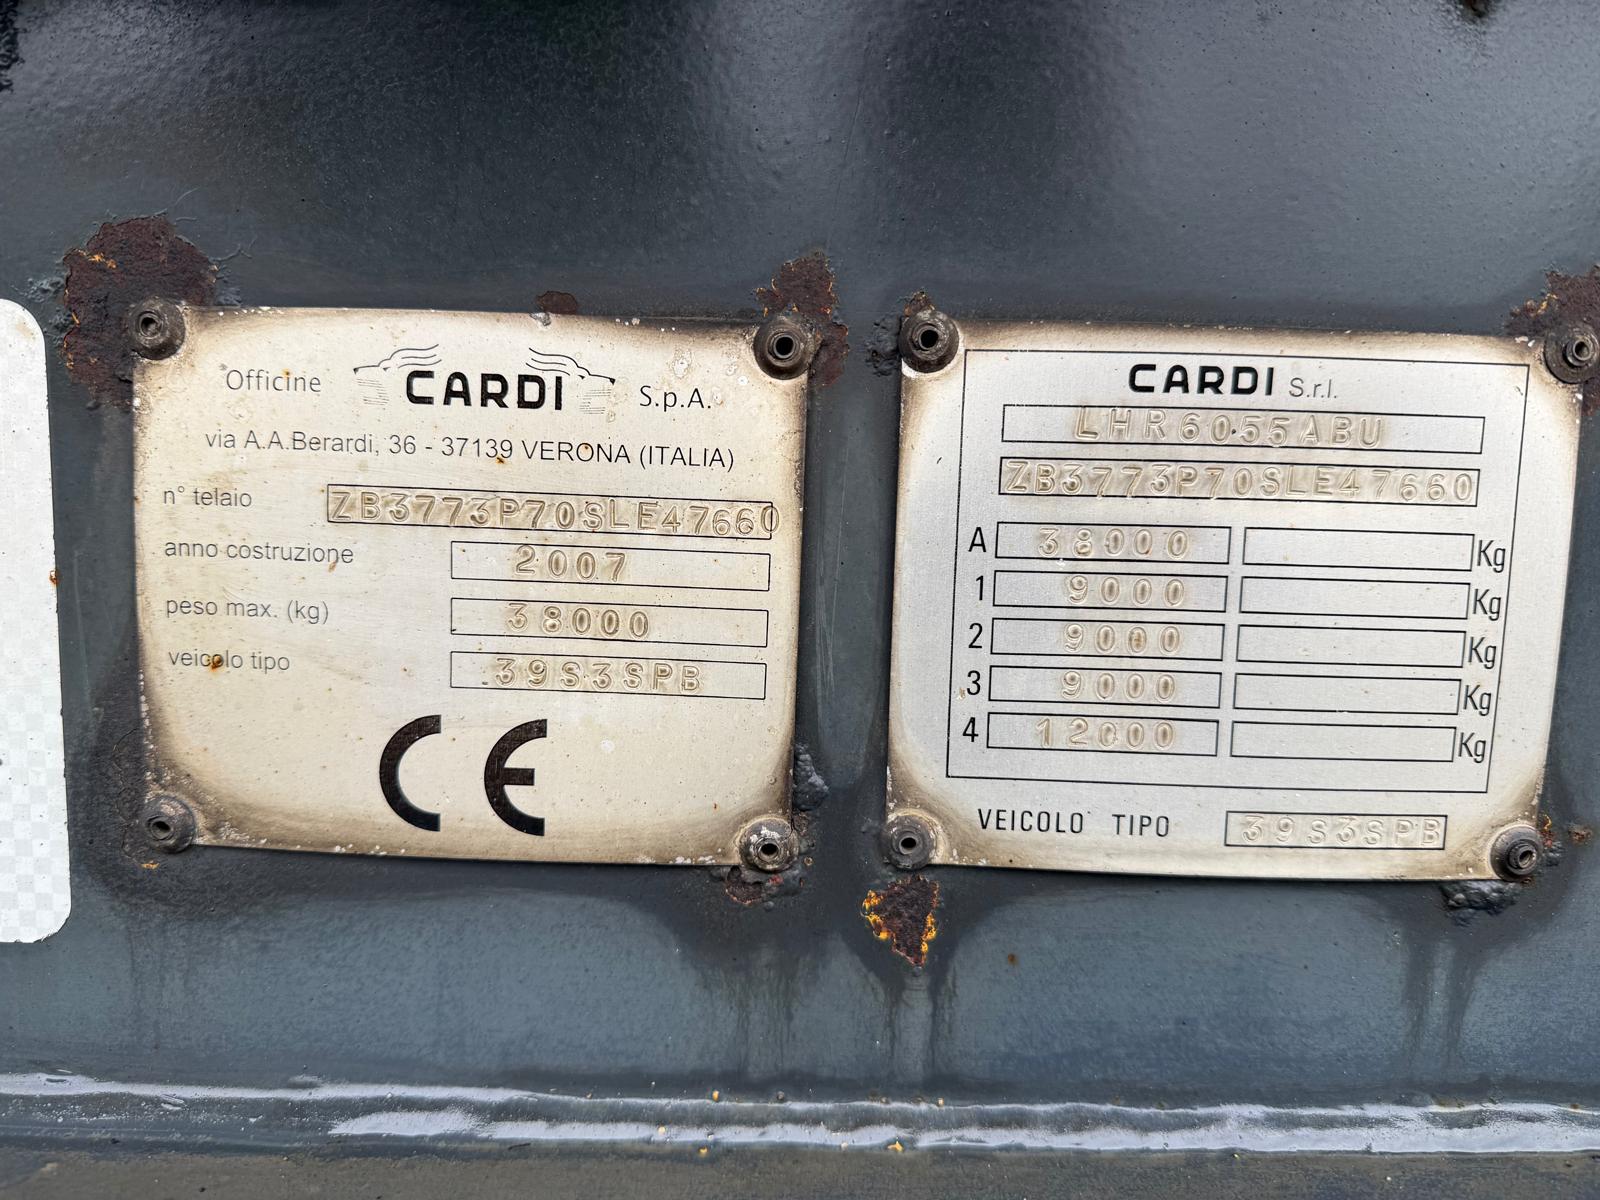 Officine CARDI S.p.A.
via A.A.Berardi, 36 - 37139 VERONA (ITALIA)
n° telaio ZB3773P70SLE47660
anno costruzione 2007
peso max. (kg) 38000
veicolo tipo 39S3SPB
CE
CARDI S.r.l.
LHR6055ABU
ZB3773P70SLE47660
A 38000 Kg
1 9000 Kg
2 9000 Kg
3 9000 Kg
4 12000 Kg
VEICOLO TIPO 39S3SPB